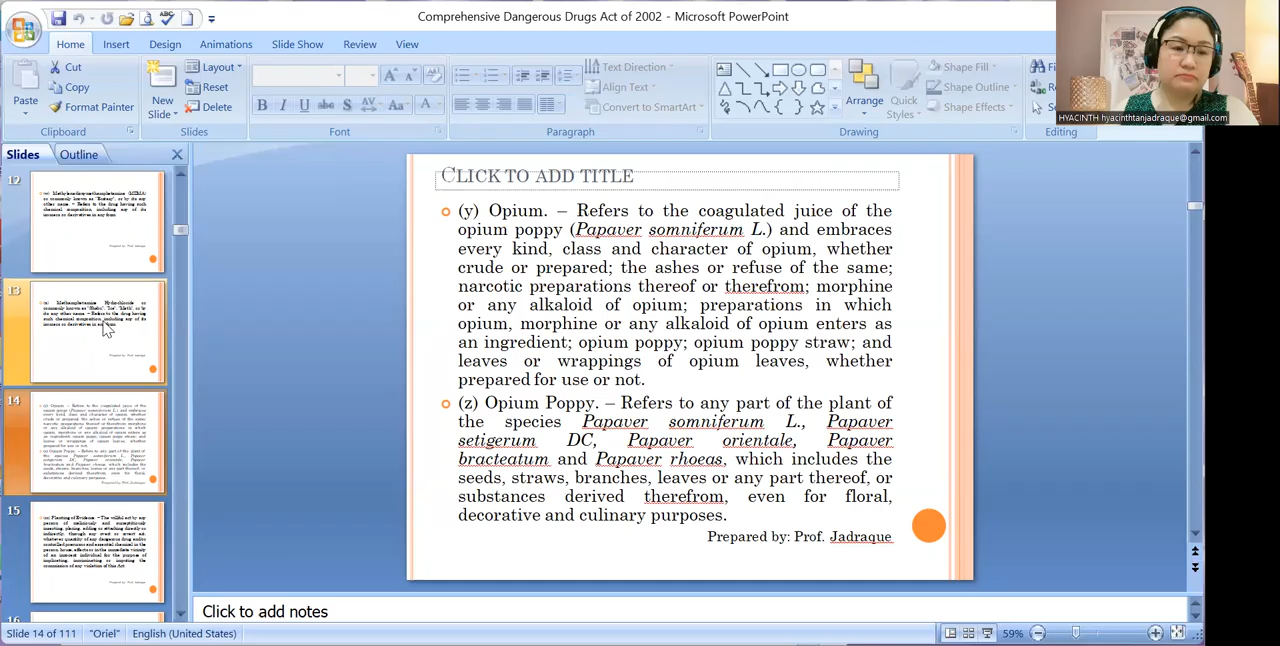 Comprehensive Dangerous Drugs Act of 2002 - Microsoft PowerPoint
Home Insert Design Animations Slide Show Review View
Cut
Copy
Format Painter
Paste
Clipboard
New
Slide
Layout
Reset
Delete
Slides
Font
Text Direction
Align Text
Convert to SmartArt
Paragraph
Arrange
Quick
Styles
Shape Fill
Shape Outline
Shape Effects
Drawing
Editing
HYACINTH hyacinthtanjadraque@gmail.com
Slides Outline
12
13
14
15
16
CLICK TO ADD TITLE
(y) Opium. – Refers to the coagulated juice of the
opium poppy (Papaver somniferum L.) and embraces
every kind, class and character of opium, whether
crude or prepared; the ashes or refuse of the same;
narcotic preparations thereof or therefrom; morphine
or any alkaloid of opium; preparations in which
opium, morphine or any alkaloid of opium enters as
an ingredient; opium poppy; opium poppy straw; and
leaves or wrappings of opium leaves, whether
prepared for use or not.
(z) Opium Poppy. – Refers to any part of the plant of
the species Papaver somniferum L., Papaver
setigerum DC, Papaver orientale, Papaver
bracteatum and Papaver rhoeas, which includes the
seeds, straws, branches, leaves or any part thereof, or
substances derived therefrom, even for floral,
decorative and culinary purposes.
Prepared by: Prof. Jadraque
Click to add notes
Slide 14 of 111 "Oriel" English (United States) 59%